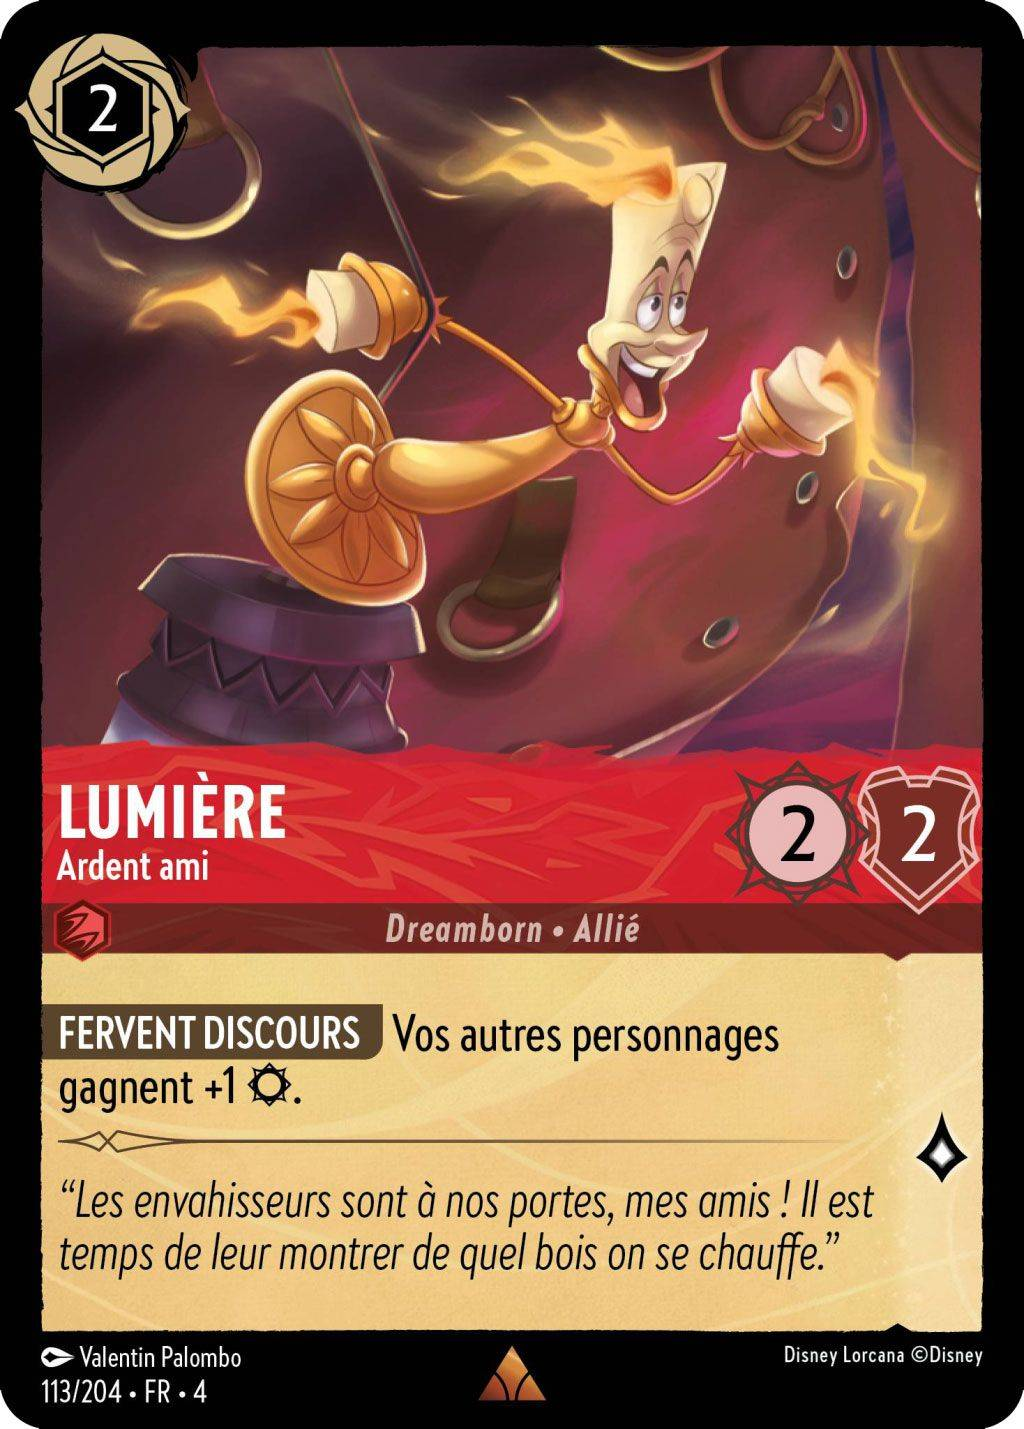 2
LUMIÈRE
Ardent ami
2
2
Dreamborn • Allié
FERVENT DISCOURS Vos autres personnages
gagnent +1 .
“Les envahisseurs sont à nos portes, mes amis ! Il est
temps de leur montrer de quel bois on se chauffe.”
Valentin Palombo
Disney Lorcana ©Disney
113/204 • FR • 4